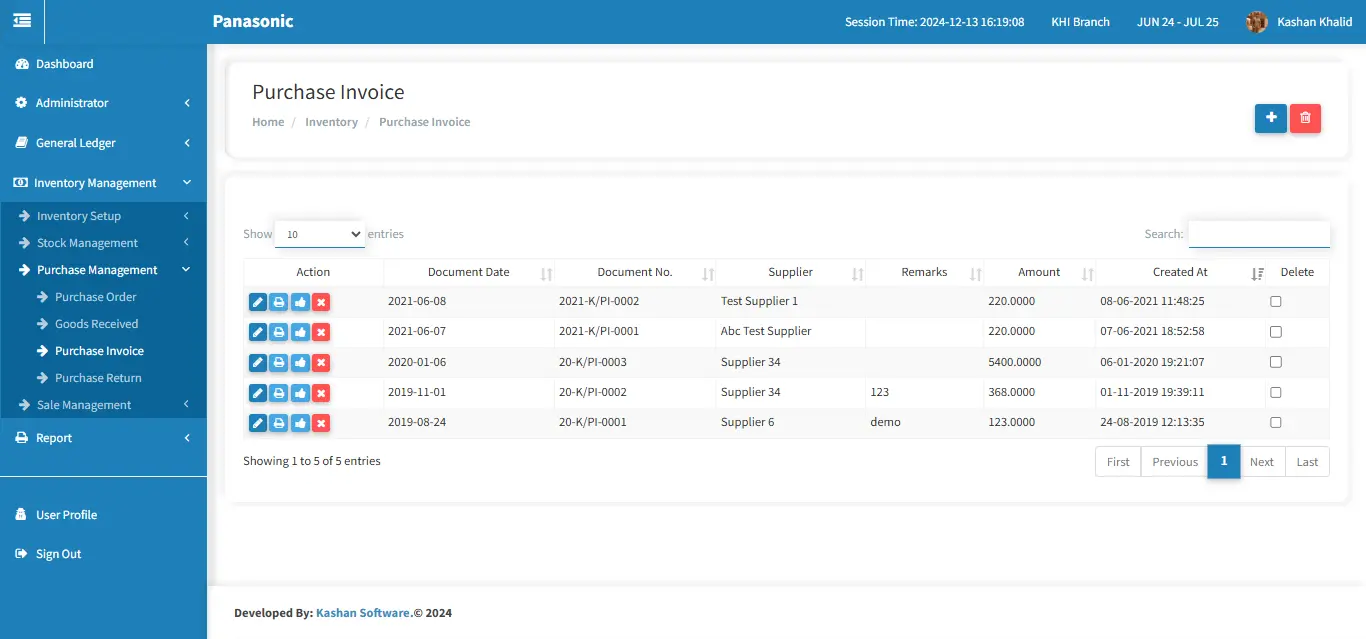 Panasonic
Session Time: 2024-12-13 16:19:08 KHI Branch JUN 24 - JUL 25 Kashan Khalid
Dashboard
Administrator
General Ledger
Inventory Management
Inventory Setup
Stock Management
Purchase Management
Purchase Order
Goods Received
Purchase Invoice
Purchase Return
Sale Management
Report
User Profile
Sign Out
Purchase Invoice
Home / Inventory / Purchase Invoice
Show 10 entries
Search:
Action Document Date Document No. Supplier Remarks Amount Created At Delete
2021-06-08 2021-K/PI-0002 Test Supplier 1 220.0000 08-06-2021 11:48:25
2021-06-07 2021-K/PI-0001 Abc Test Supplier 220.0000 07-06-2021 18:52:58
2020-01-06 20-K/PI-0003 Supplier 34 5400.0000 06-01-2020 19:21:07
2019-11-01 20-K/PI-0002 Supplier 34 123 368.0000 01-11-2019 19:39:11
2019-08-24 20-K/PI-0001 Supplier 6 demo 123.0000 24-08-2019 12:13:35
Showing 1 to 5 of 5 entries
First Previous 1 Next Last
Developed By: Kashan Software.© 2024